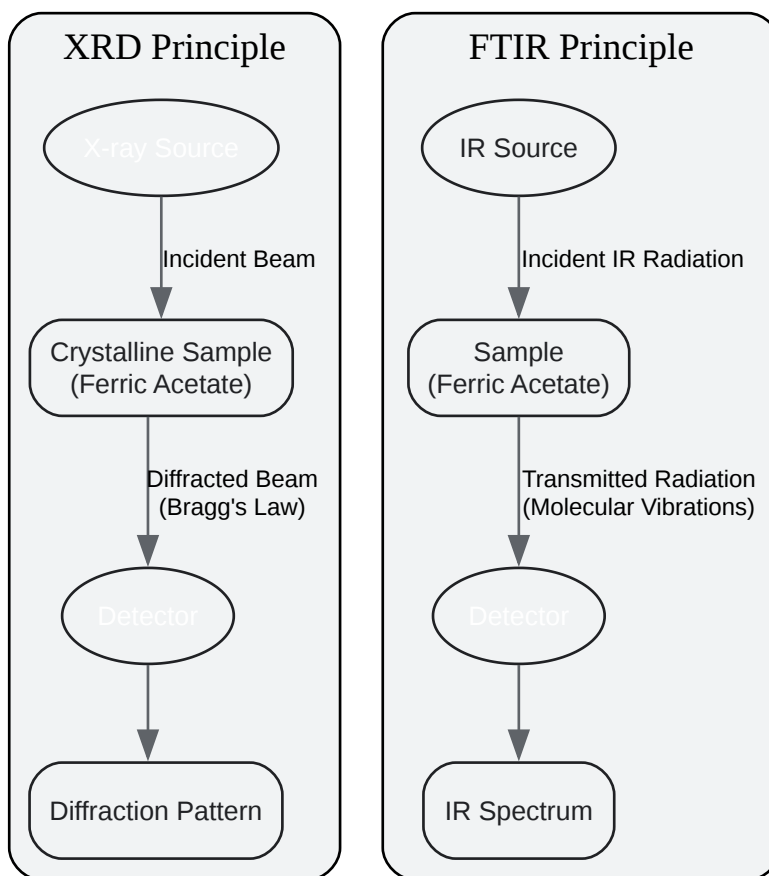 XRD Principle
X-ray Source
Incident Beam
Crystalline Sample
(Ferric Acetate)
Diffracted Beam
(Bragg's Law)
Detector
Diffraction Pattern
FTIR Principle
IR Source
Incident IR Radiation
Sample
(Ferric Acetate)
Transmitted Radiation
(Molecular Vibrations)
Detector
IR Spectrum